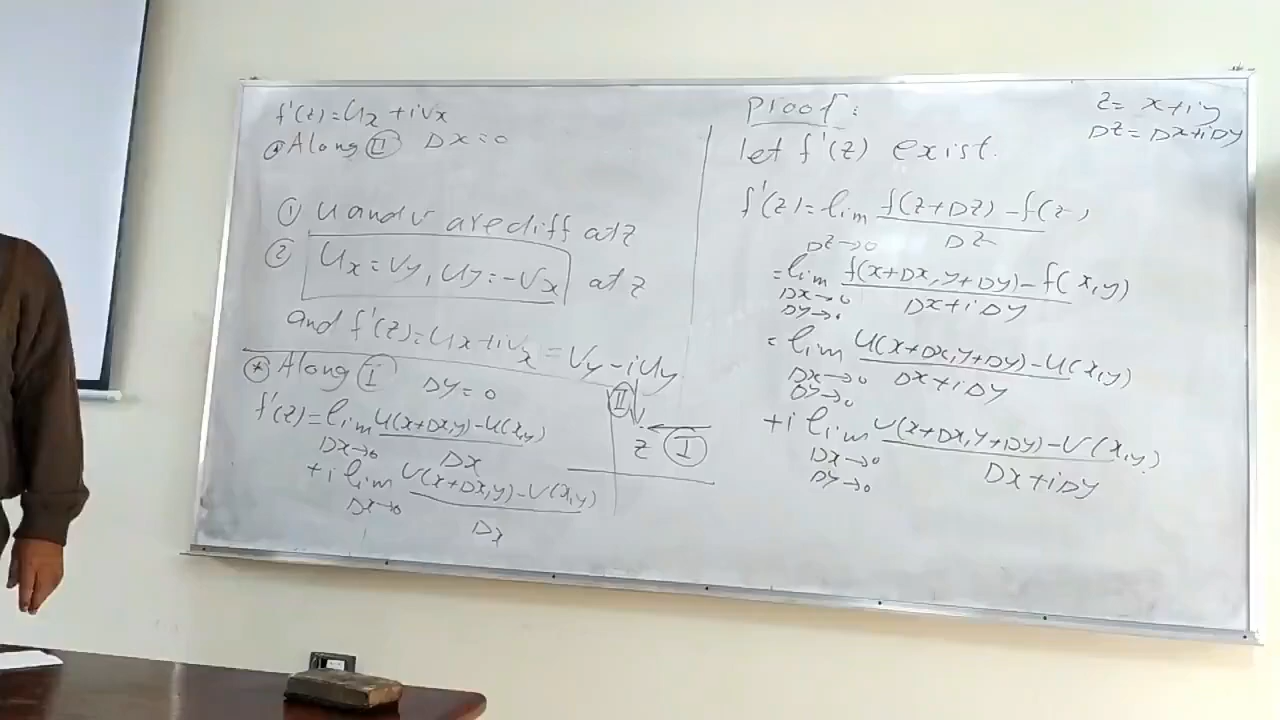 f'(z)=Ux+iVx
* Along II Dx=0
① U and V are diff at z
② Ux=Vy, Uy=-Vx at z
and f'(z)=Ux+iVx=Vy-iUy
* Along I Dy=0
f'(z)=lim U(x+Dx,y)-U(x,y)
Dx→0 Dx
+i lim V(x+Dx,y)-V(x,y)
Dx→0 Dx
II
z I
Proof:
z= x+iy
Dz=Dx+iDy
let f'(z) exist.
f'(z)=lim f(z+Dz)-f(z)
Dz→0 Dz
=lim f(x+Dx,y+Dy)-f(x,y)
Dx→0 Dx+iDy
Dy→0
=lim U(x+Dx,y+Dy)-U(x,y)
Dx→0 Dx+iDy
Dy→0
+i lim V(x+Dx,y+Dy)-V(x,y)
Dx→0 Dx+iDy
Dy→0